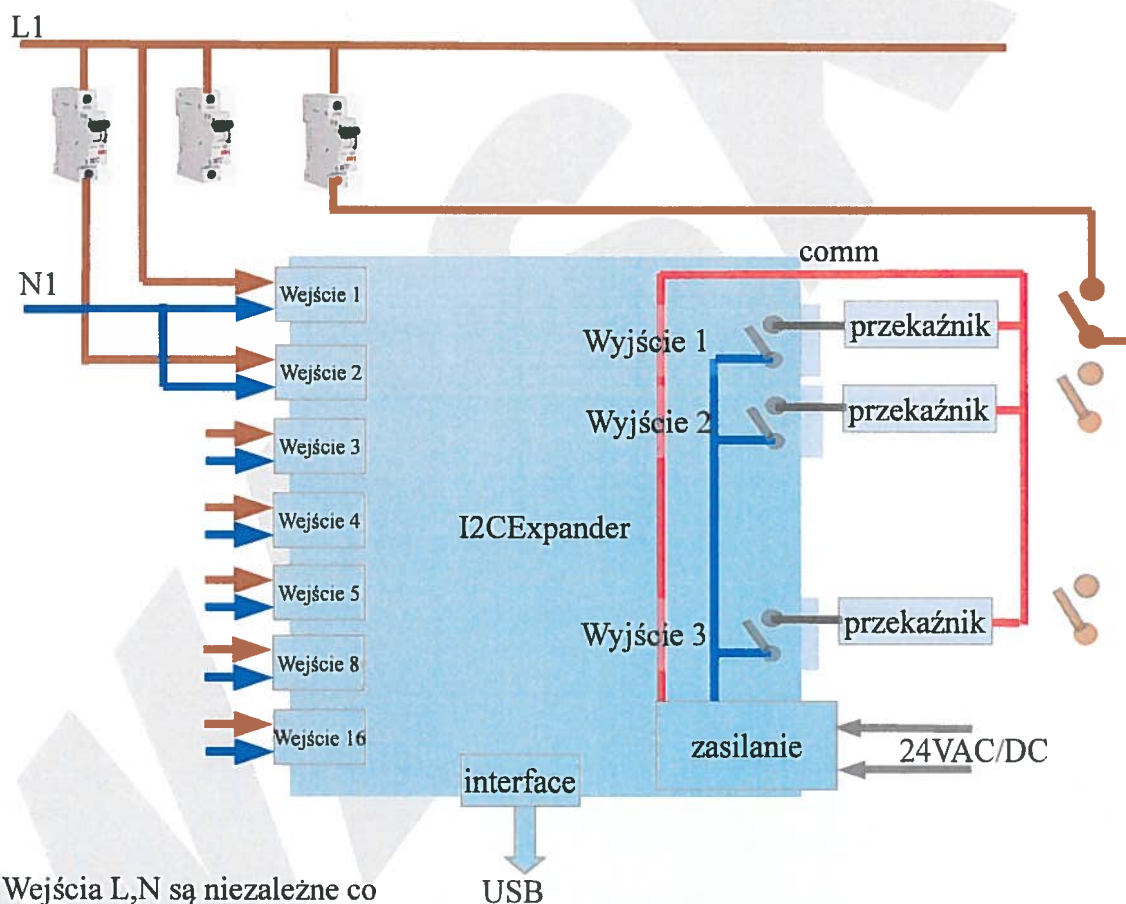 L1
comm
N1
Wejście 1
Wyjście 1
przekaźnik
Wejście 2
Wyjście 2
przekaźnik
Wejście 3
Wejście 4
I2CExpander
Wejście 5
Wyjście 3
przekaźnik
Wejście 8
Wejście 16
zasilanie
24VAC/DC
interface
Wejścia L,N są niezależne co
USB